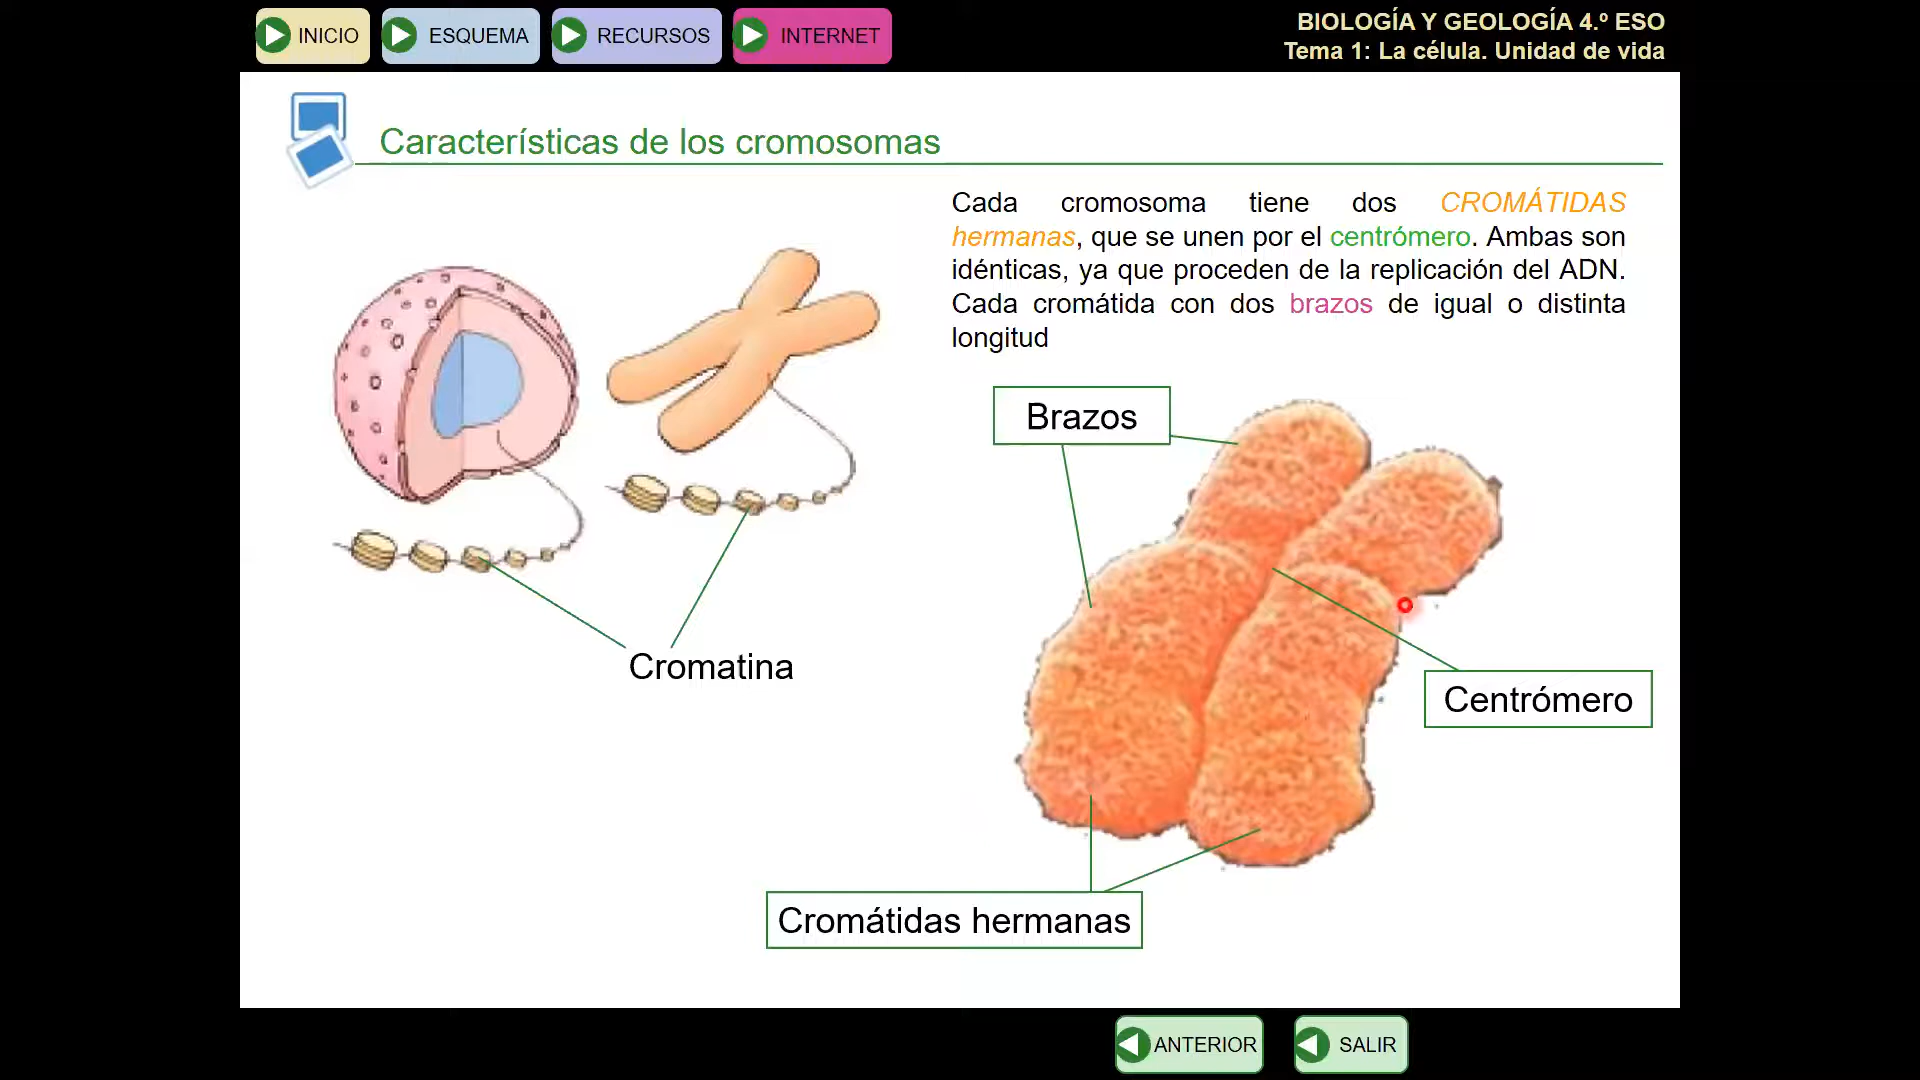 INICIO
ESQUEMA
RECURSOS
INTERNET
BIOLOGÍA Y GEOLOGÍA 4.º ESO
Tema 1: La célula. Unidad de vida
Características de los cromosomas
Cada cromosoma tiene dos CROMÁTIDAS
hermanas, que se unen por el centrómero. Ambas son
idénticas, ya que proceden de la replicación del ADN.
Cada cromátida con dos brazos de igual o distinta
longitud
Brazos
Cromatina
Centrómero
Cromátidas hermanas
ANTERIOR
SALIR